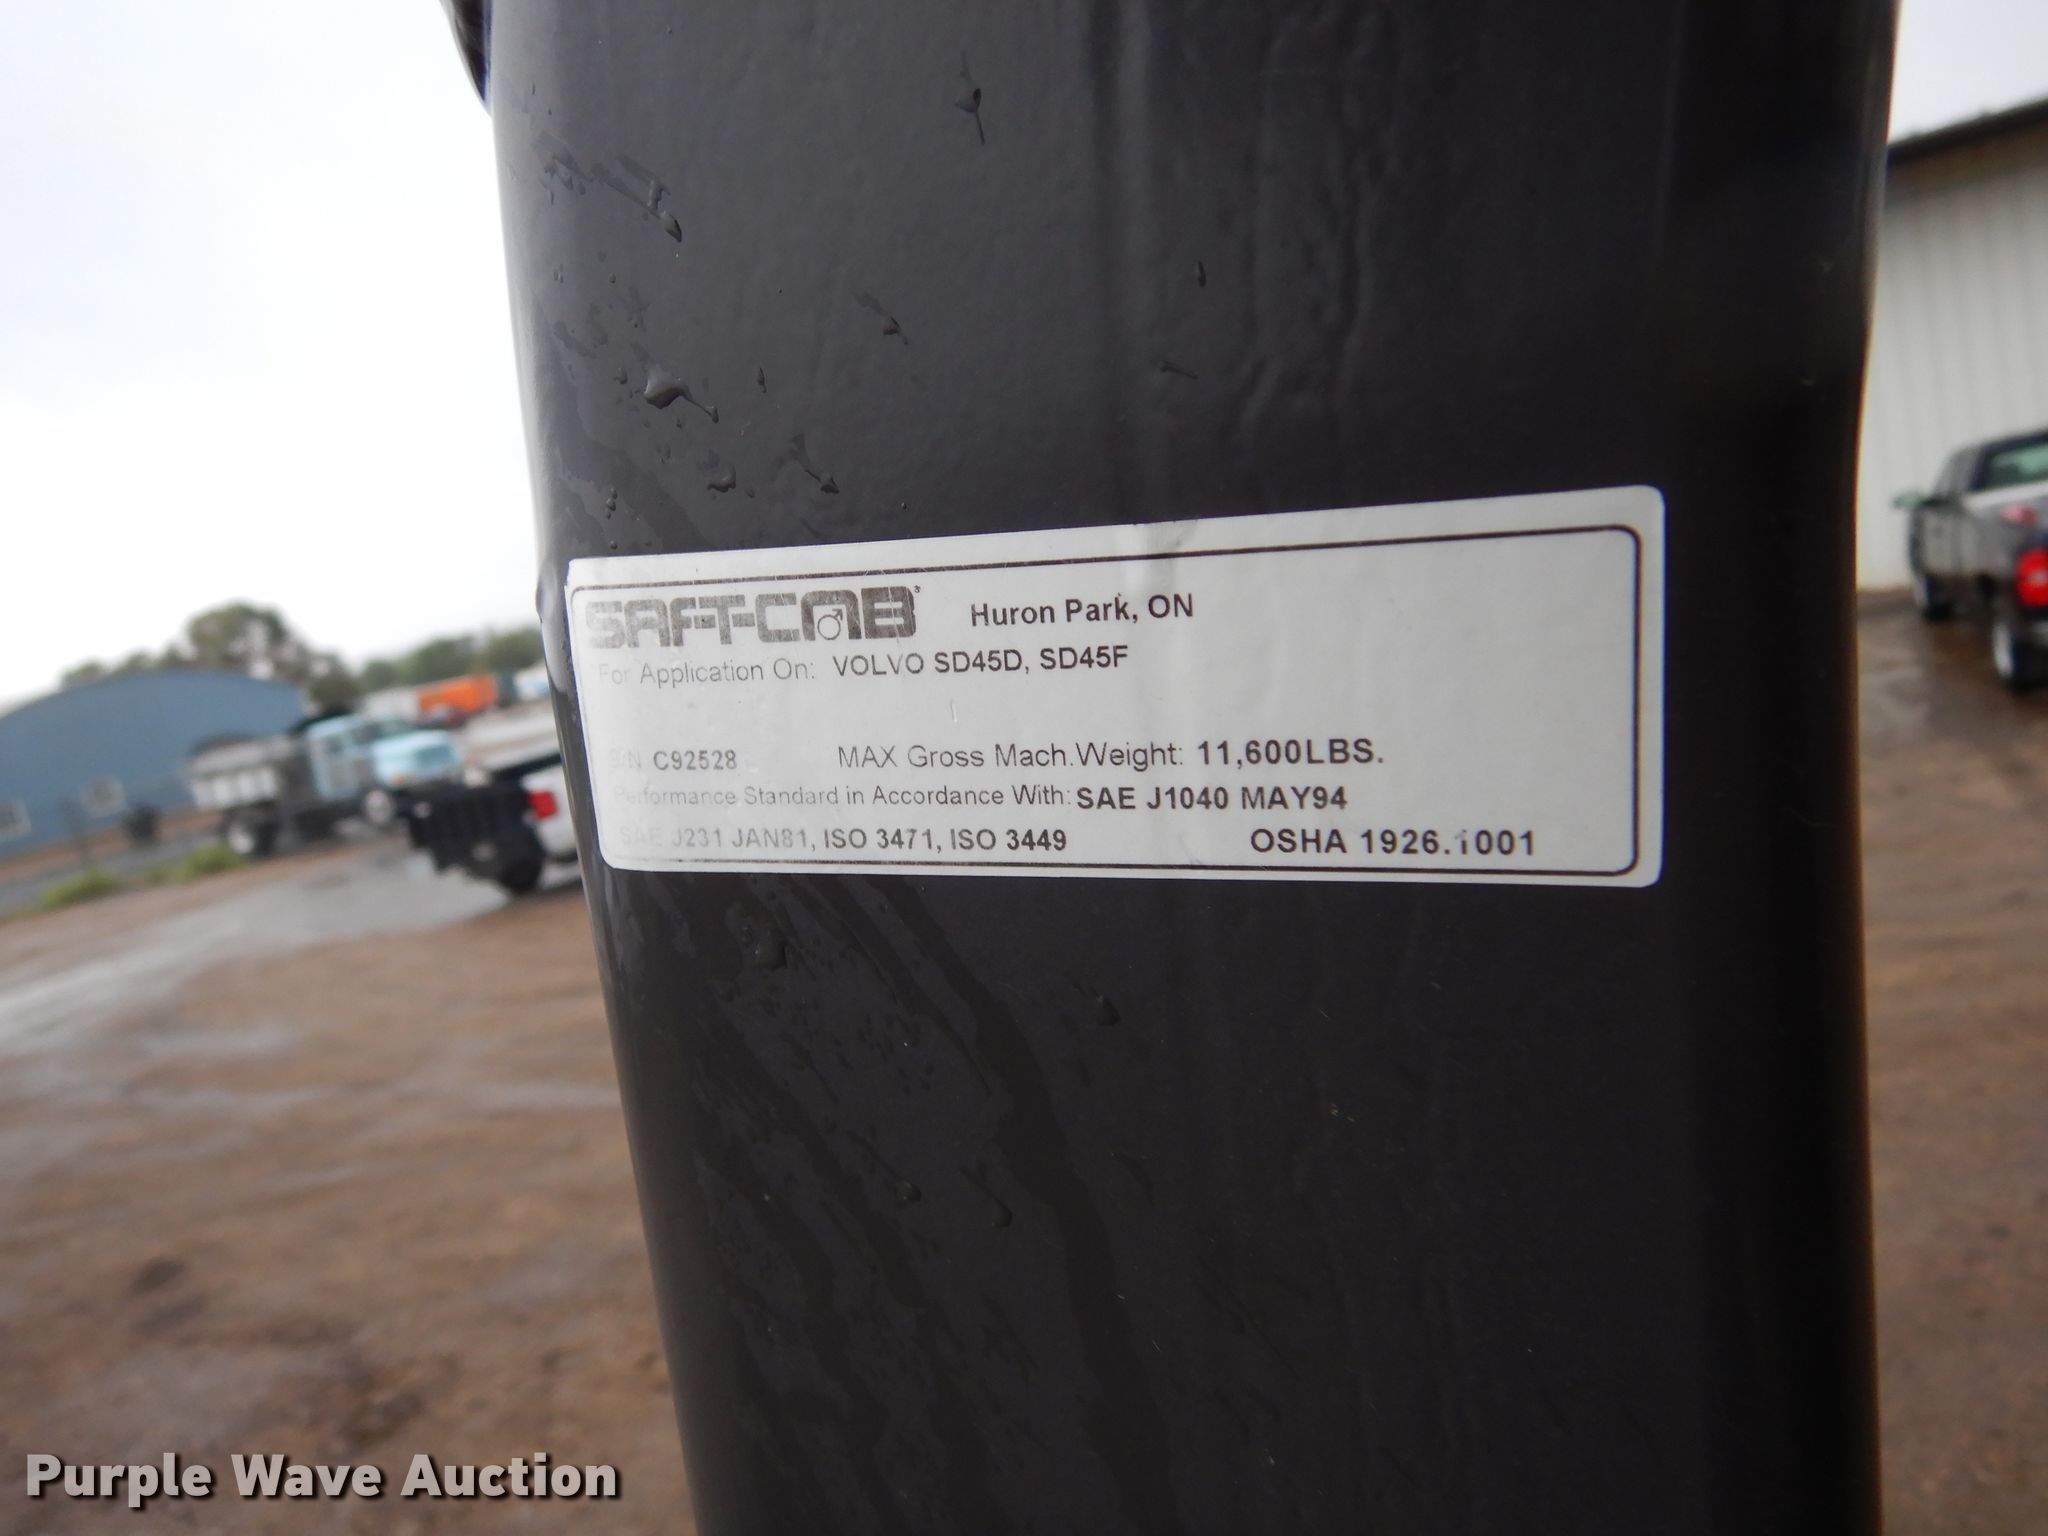 SAF-T-CAB Huron Park, ON
For Application On: VOLVO SD45D, SD45F
S/N C92528 MAX Gross Mach.Weight: 11,600LBS.
Performance Standard in Accordance With: SAE J1040 MAY94
SAE J231 JAN81, ISO 3471, ISO 3449 OSHA 1926.1001
Purple Wave Auction